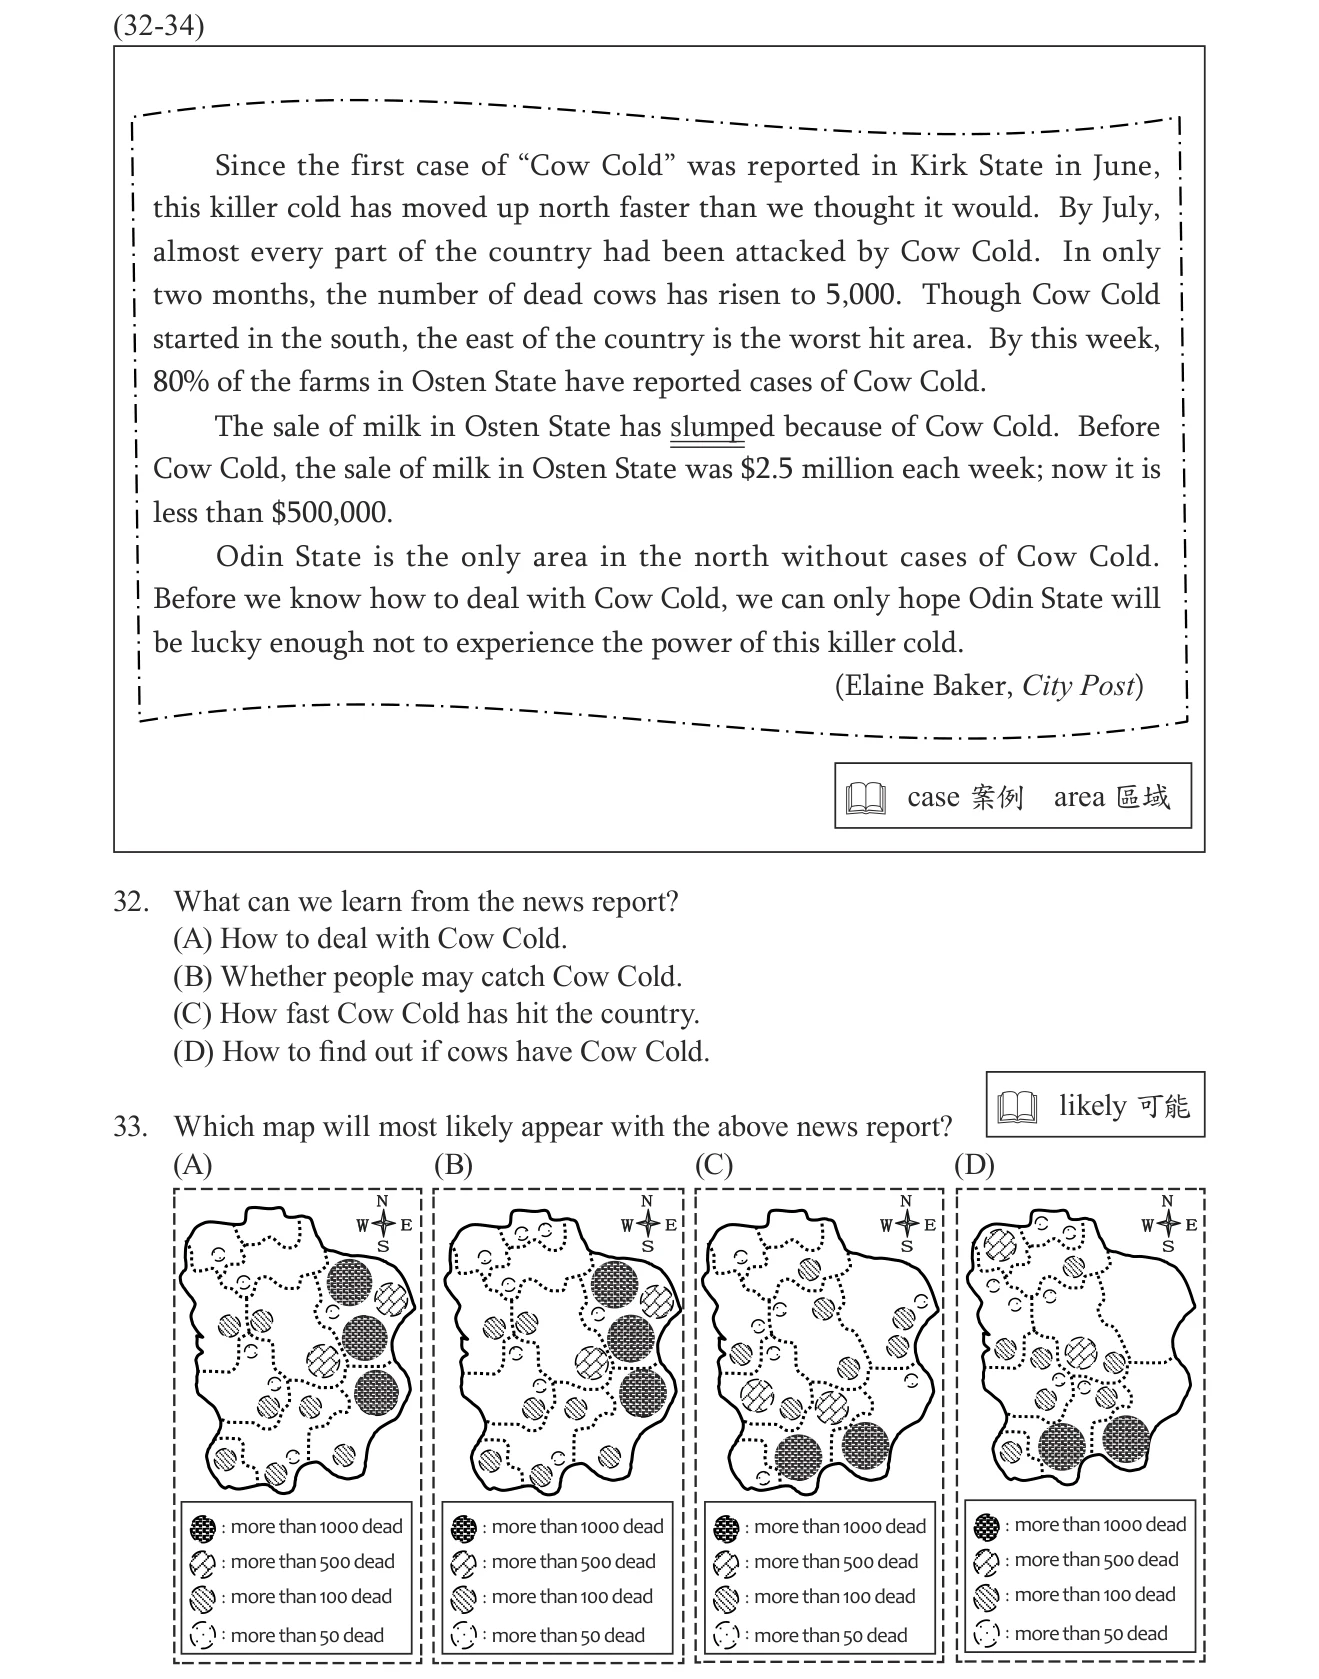 (32-34)
Since the first case of “Cow Cold” was reported in Kirk State in June,
this killer cold has moved up north faster than we thought it would. By July,
almost every part of the country had been attacked by Cow Cold. In only
two months, the number of dead cows has risen to 5,000. Though Cow Cold
started in the south, the east of the country is the worst hit area. By this week,
80% of the farms in Osten State have reported cases of Cow Cold.
The sale of milk in Osten State has slumped because of Cow Cold. Before
Cow Cold, the sale of milk in Osten State was $2.5 million each week; now it is
less than $500,000.
Odin State is the only area in the north without cases of Cow Cold.
Before we know how to deal with Cow Cold, we can only hope Odin State will
be lucky enough not to experience the power of this killer cold.
(Elaine Baker, City Post)
case 案例 area 區域
32. What can we learn from the news report?
(A) How to deal with Cow Cold.
(B) Whether people may catch Cow Cold.
(C) How fast Cow Cold has hit the country.
(D) How to find out if cows have Cow Cold.
likely 可能
33. Which map will most likely appear with the above news report?
(A)
N
W E
S
: more than 1000 dead
: more than 500 dead
: more than 100 dead
: more than 50 dead
(B)
N
W E
S
: more than 1000 dead
: more than 500 dead
: more than 100 dead
: more than 50 dead
(C)
N
W E
S
: more than 1000 dead
: more than 500 dead
: more than 100 dead
: more than 50 dead
(D)
N
W E
S
: more than 1000 dead
: more than 500 dead
: more than 100 dead
: more than 50 dead